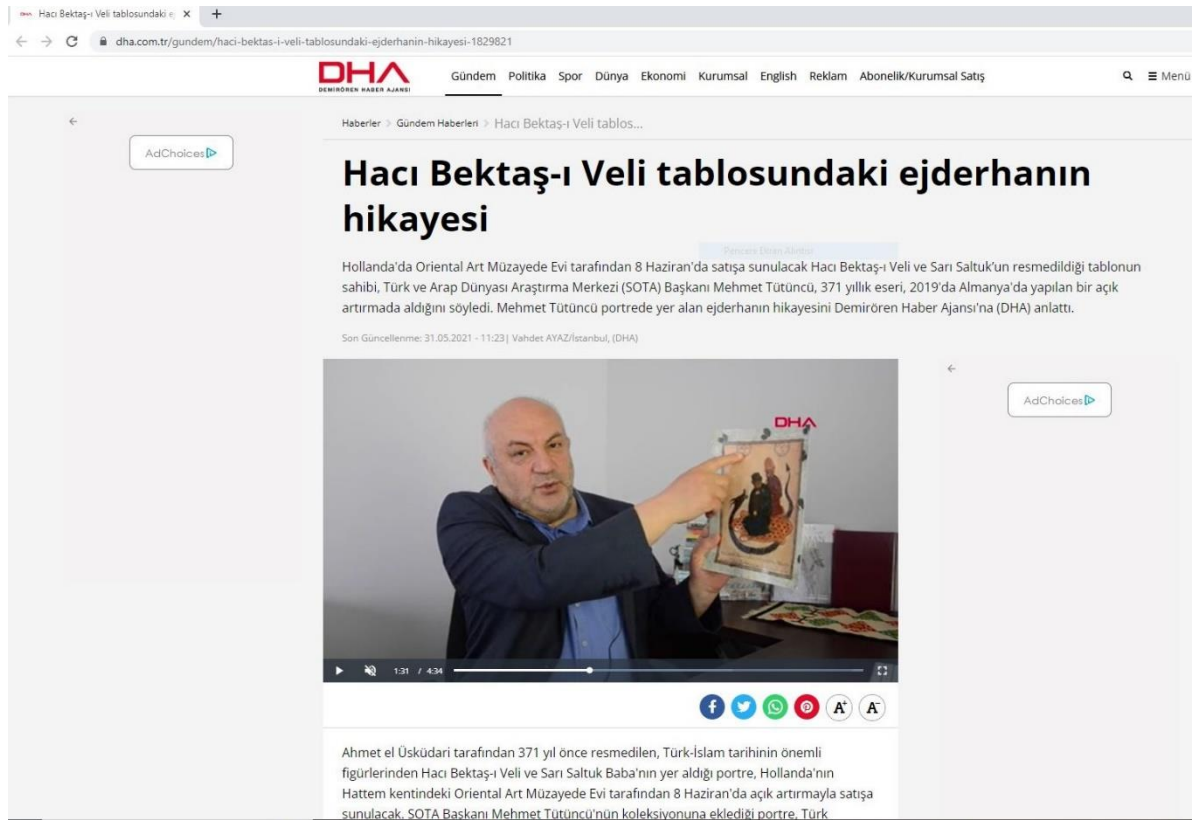 Hacı Bektaş-ı Veli tablosundaki e
dha.com.tr/gundem/haci-bektas-i-veli-tablosundaki-ejderhanin-hikayesi-1829821
DHA
DEMİRÖREN HABER AJANSI
Gündem Politika Spor Dünya Ekonomi Kurumsal English Reklam Abonelik/Kurumsal Satış
Menü
Haberler > Gündem Haberleri > Hacı Bektaş-ı Veli tablos...
AdChoices
Hacı Bektaş-ı Veli tablosundaki ejderhanın
hikayesi
Hollanda'da Oriental Art Müzayede Evi tarafından 8 Haziran'da satışa sunulacak Hacı Bektaş-ı Veli ve Sarı Saltuk'un resmedildiği tablonun
sahibi, Türk ve Arap Dünyası Araştırma Merkezi (SOTA) Başkanı Mehmet Tütüncü, 371 yıllık eseri, 2019'da Almanya'da yapılan bir açık
artırmada aldığını söyledi. Mehmet Tütüncü portrede yer alan ejderhanın hikayesini Demirören Haber Ajansı'na (DHA) anlattı.
Son Güncellenme: 31.05.2021 - 11:23| Vahdet AYAZ/İstanbul, (DHA)
DHA
AdChoices
1:31 / 4:34
A+ A-
Ahmet el Üsküdari tarafından 371 yıl önce resmedilen, Türk-İslam tarihinin önemli
figürlerinden Hacı Bektaş-ı Veli ve Sarı Saltuk Baba'nın yer aldığı portre, Hollanda'nın
Hattem kentindeki Oriental Art Müzayede Evi tarafından 8 Haziran'da açık artırmayla satışa
sunulacak. SOTA Başkanı Mehmet Tütüncü'nün koleksiyonuna eklediği portre, Türk